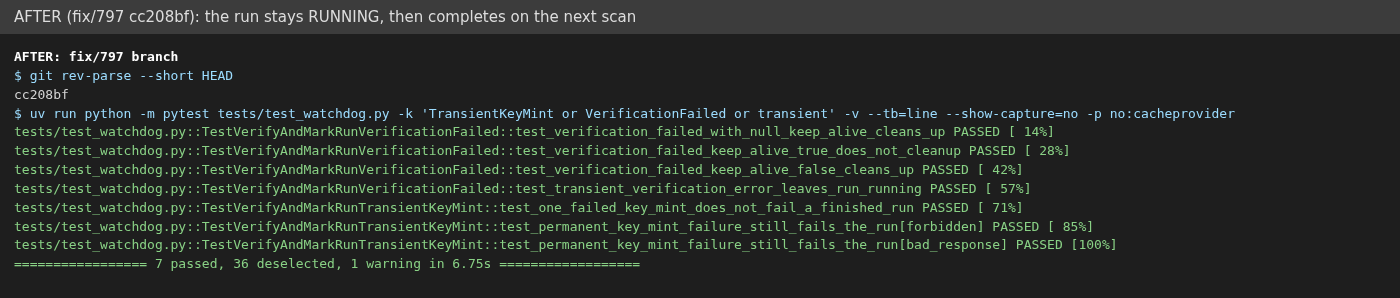 AFTER (fix/797 cc208bf): the run stays RUNNING, then completes on the next scan
AFTER: fix/797 branch
$ git rev-parse --short HEAD
cc208bf
$ uv run python -m pytest tests/test_watchdog.py -k 'TransientKeyMint or VerificationFailed or transient' -v --tb=line --show-capture=no -p no:cacheprovider
tests/test_watchdog.py::TestVerifyAndMarkRunVerificationFailed::test_verification_failed_with_null_keep_alive_cleans_up PASSED [ 14%]
tests/test_watchdog.py::TestVerifyAndMarkRunVerificationFailed::test_verification_failed_keep_alive_true_does_not_cleanup PASSED [ 28%]
tests/test_watchdog.py::TestVerifyAndMarkRunVerificationFailed::test_verification_failed_keep_alive_false_cleans_up PASSED [ 42%]
tests/test_watchdog.py::TestVerifyAndMarkRunVerificationFailed::test_transient_verification_error_leaves_run_running PASSED [ 57%]
tests/test_watchdog.py::TestVerifyAndMarkRunTransientKeyMint::test_one_failed_key_mint_does_not_fail_a_finished_run PASSED [ 71%]
tests/test_watchdog.py::TestVerifyAndMarkRunTransientKeyMint::test_permanent_key_mint_failure_still_fails_the_run[forbidden] PASSED [ 85%]
tests/test_watchdog.py::TestVerifyAndMarkRunTransientKeyMint::test_permanent_key_mint_failure_still_fails_the_run[bad_response] PASSED [100%]
================= 7 passed, 36 deselected, 1 warning in 6.75s ==================